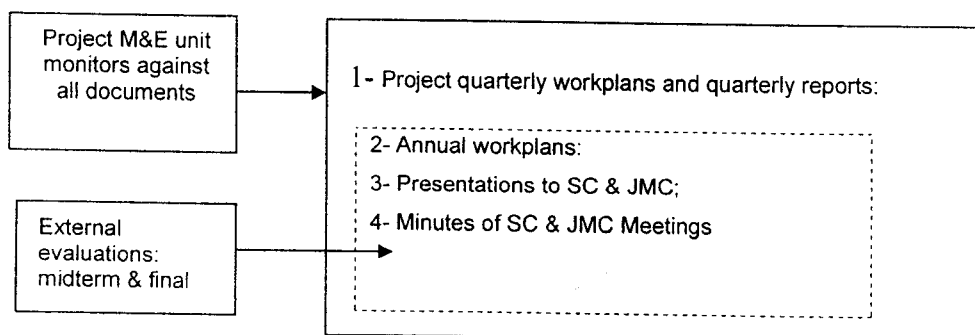 Project M&E unit
monitors against
all documents
1- Project quarterly workplans and quarterly reports:
2- Annual workplans:
3- Presentations to SC & JMC;
4- Minutes of SC & JMC Meetings
External
evaluations:
midterm & final